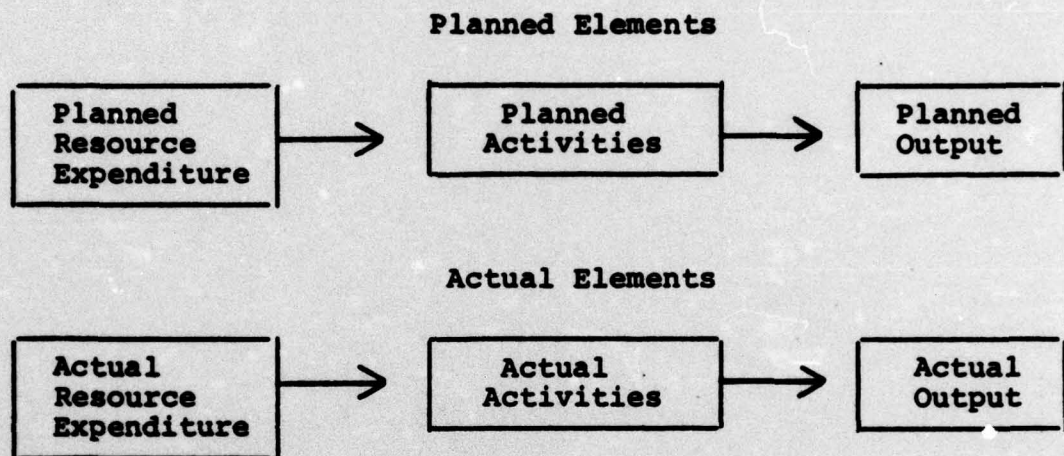 Planned Elements
Planned
Resource
Expenditure
Planned
Activities
Planned
Output
Actual Elements
Actual
Resource
Expenditure
Actual
Activities
Actual
Output